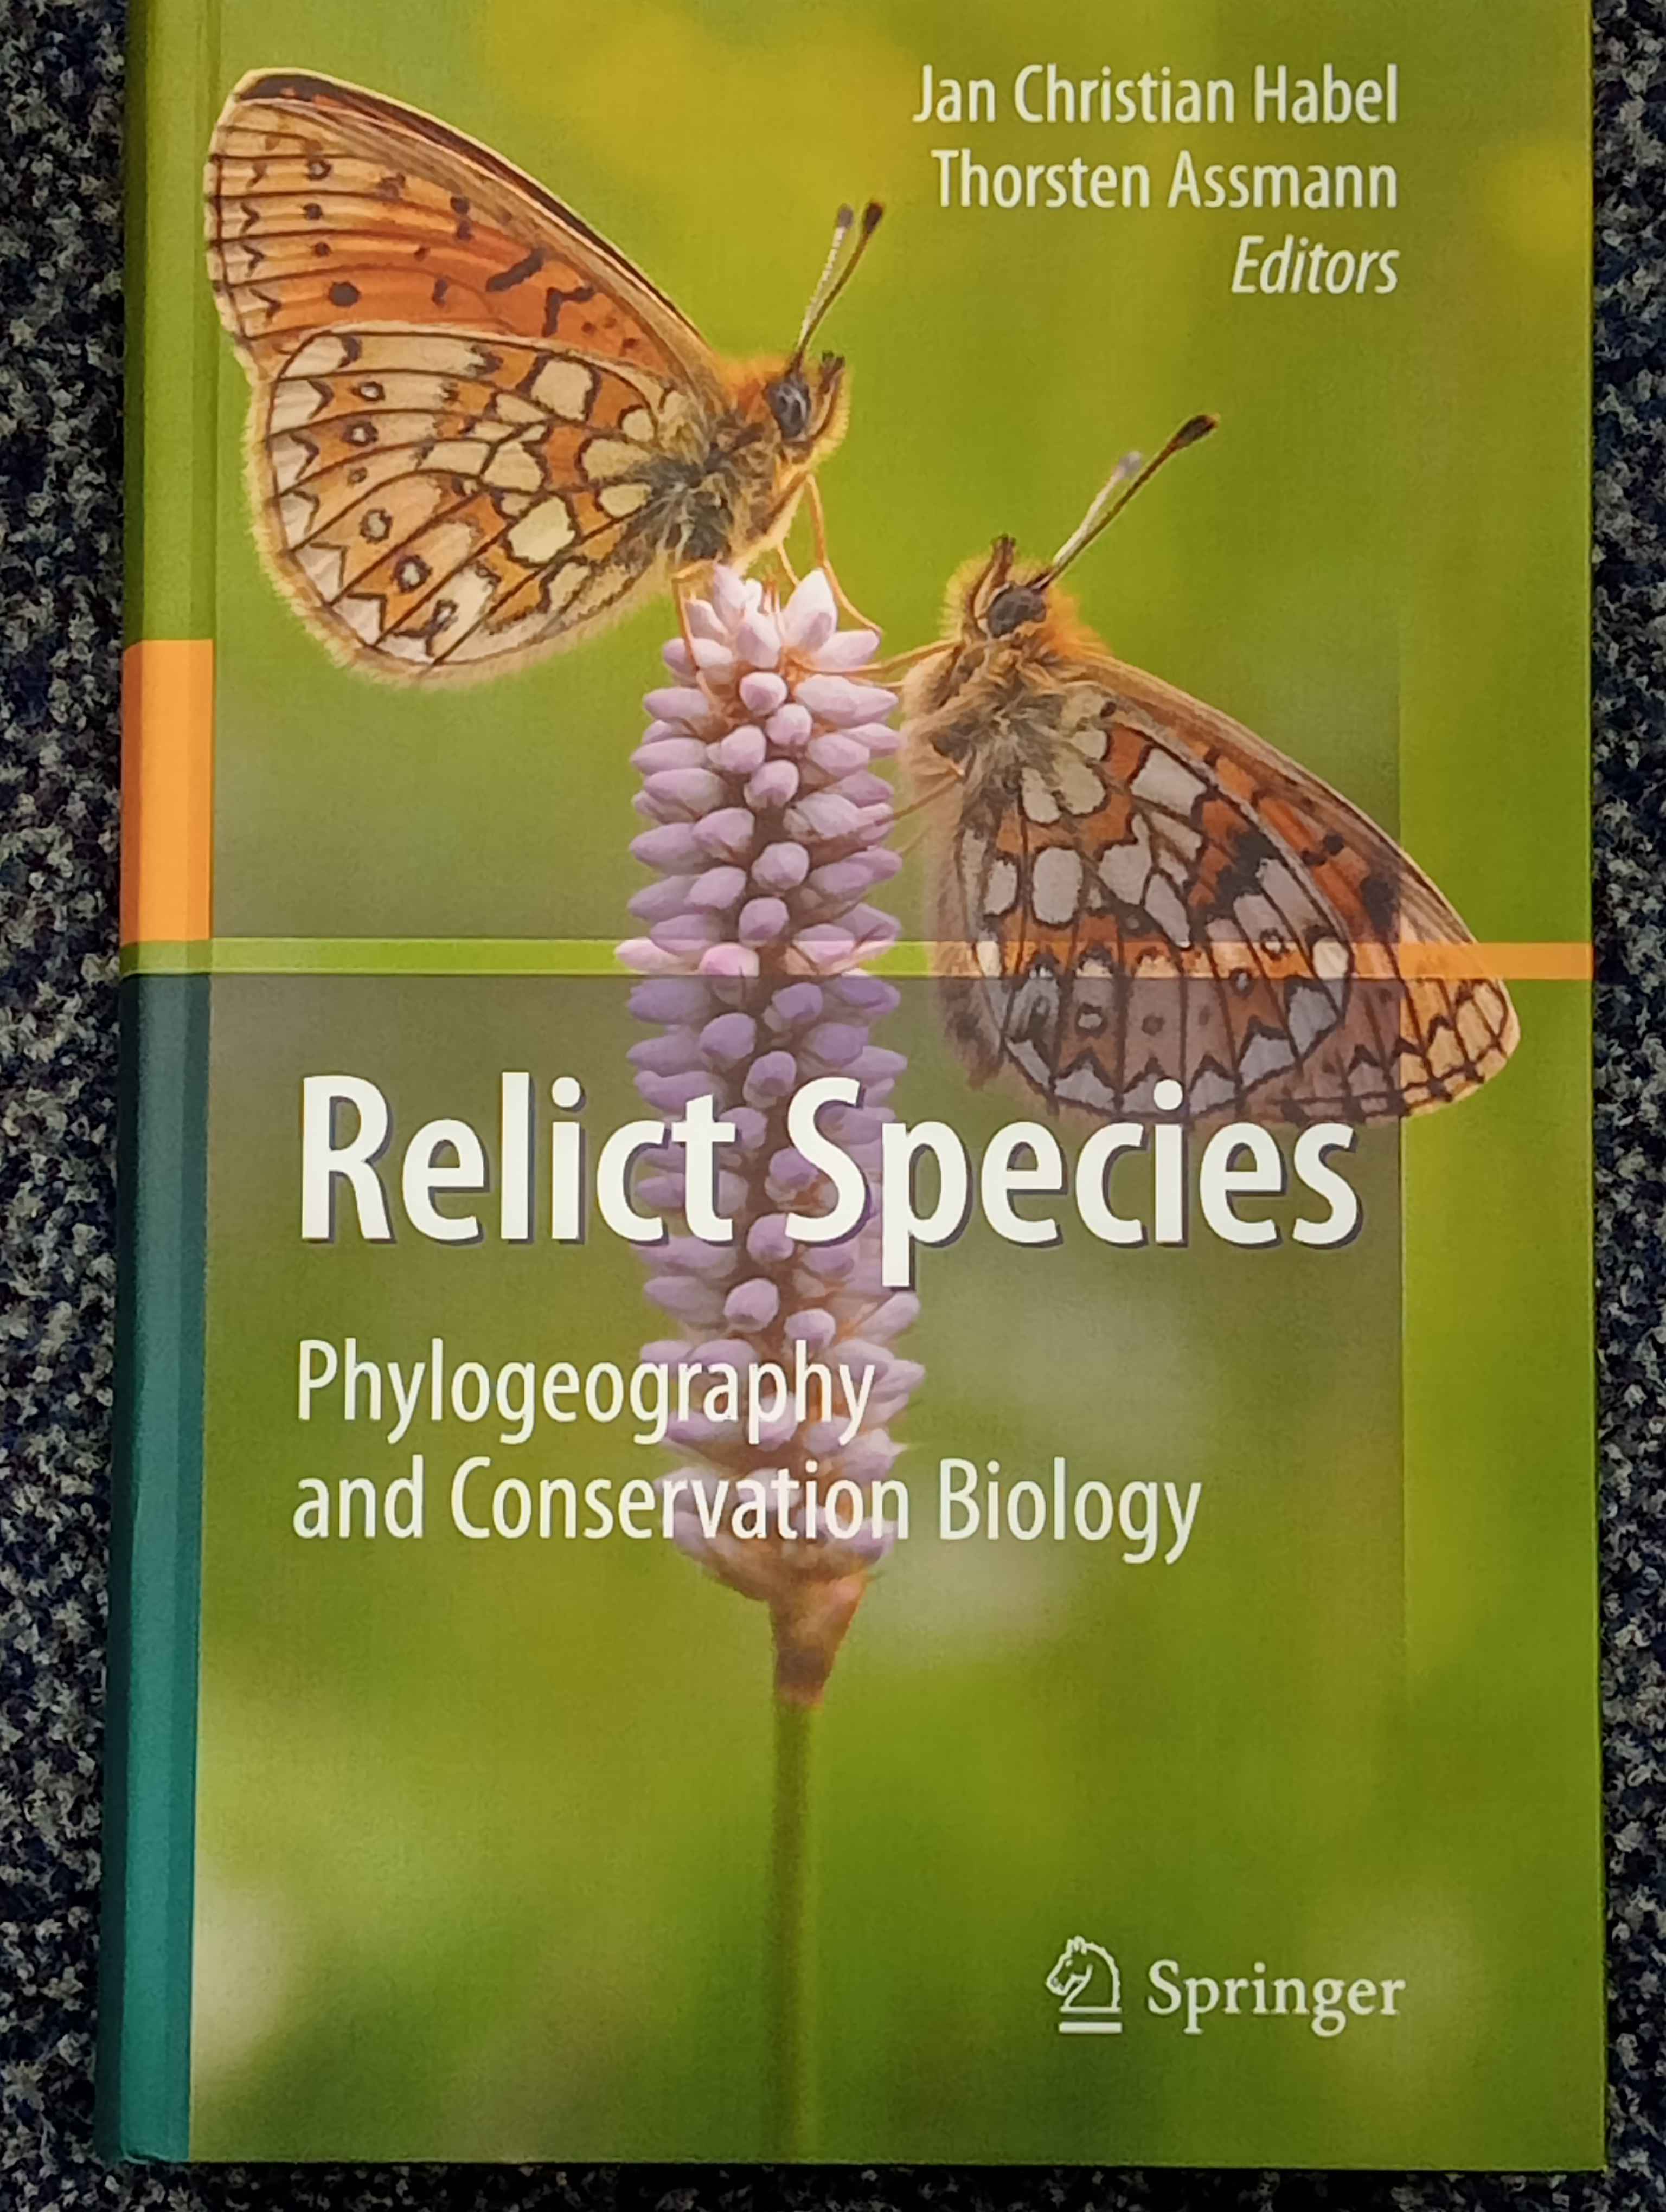 Jan Christian Habel
Thorsten Assmann
Editors
Relict Species
Phylogeography
and Conservation Biology
Springer